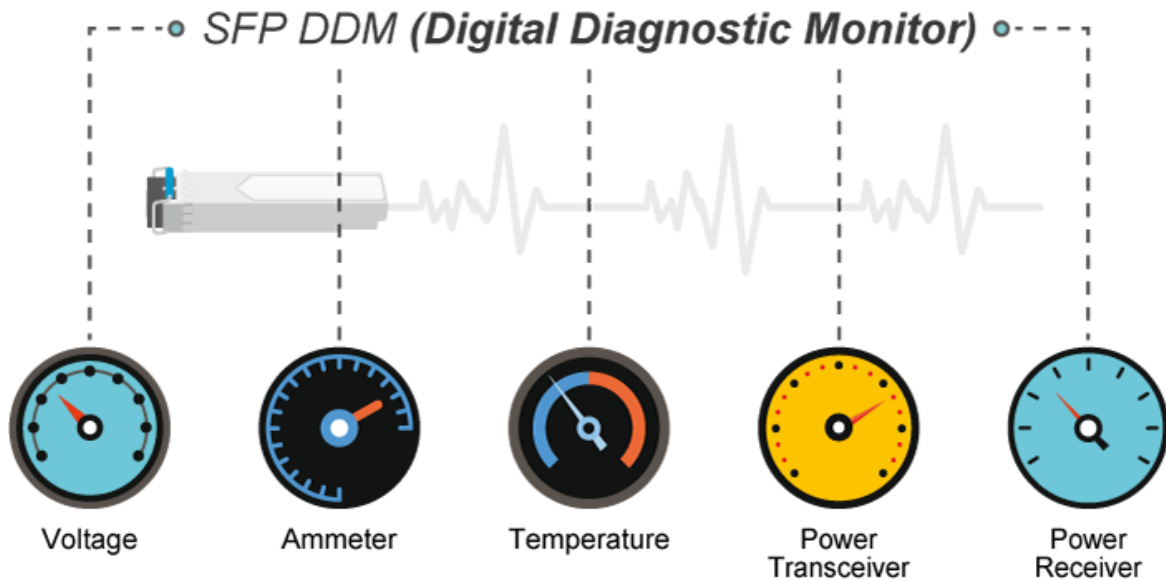 SFP DDM (Digital Diagnostic Monitor)
Voltage
Ammeter
Temperature
Power
Transceiver
Power
Receiver